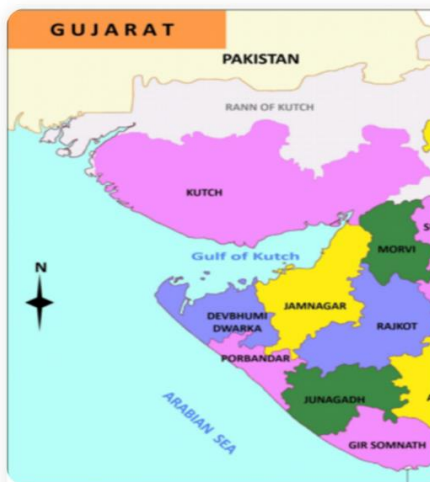 GUJARAT
PAKISTAN
RANN OF KUTCH
KUTCH
S
MORVI
Gulf of Kutch
N
JAMNAGAR
DEVBHUMI
DWARKA
RAJKOT
PORBANDAR
JUNAGADH
A
ARABIAN SEA
GIR SOMNATH